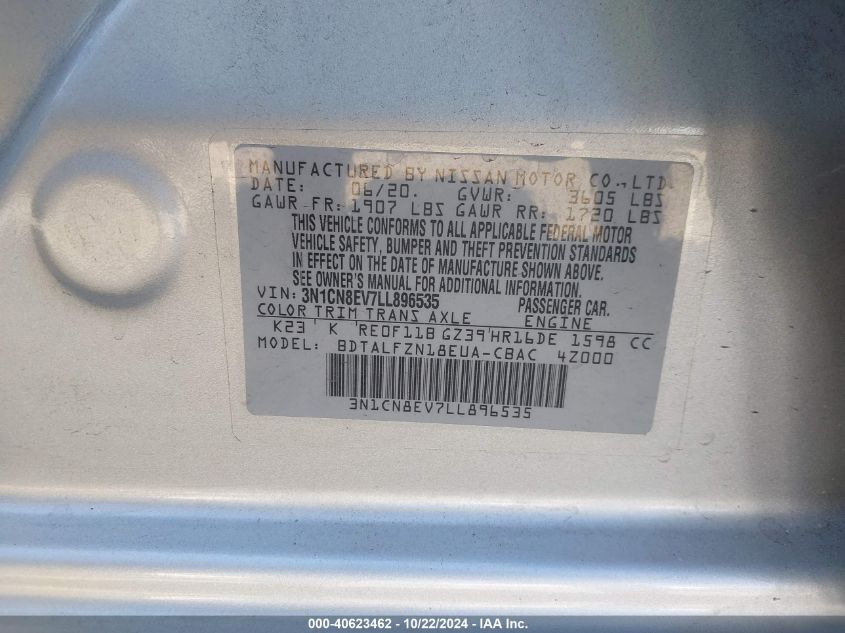 MANUFACTURED BY NISSAN MOTOR CO.,LTD.
DATE: 06/20. GVWR: 3605 LBS
GAWR FR: 1907 LBS GAWR RR: 1720 LBS
THIS VEHICLE CONFORMS TO ALL APPLICABLE FEDERAL MOTOR
VEHICLE SAFETY, BUMPER AND THEFT PREVENTION STANDARDS
IN EFFECT ON THE DATE OF MANUFACTURE SHOWN ABOVE.
SEE OWNER'S MANUAL FOR ADDITIONAL INFORMATION.
VIN: 3N1CN8EV7LL896535 PASSENGER CAR.
COLOR TRIM TRANS AXLE ENGINE
K23 K RE0F11B GZ39 HR16DE 1598 CC
MODEL: BDTALFZN18EUA-CBAC 4Z000
3N1CN8EV7LL896535
000-40623462 - 10/22/2024 - IAA Inc.